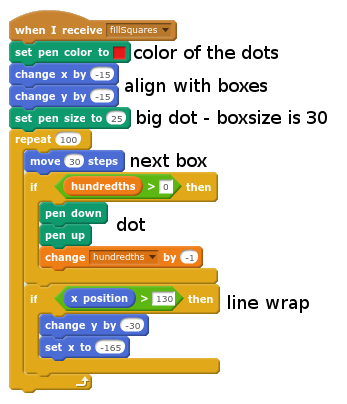 when I receive fillSquares
set pen color to color of the dots
change x by -15
align with boxes
change y by -15
set pen size to 25 big dot - boxsize is 30
repeat 100
move 30 steps next box
if hundredths > 0 then
pen down
dot
pen up
change hundredths by -1
if x position > 130 then line wrap
change y by -30
set x to -165